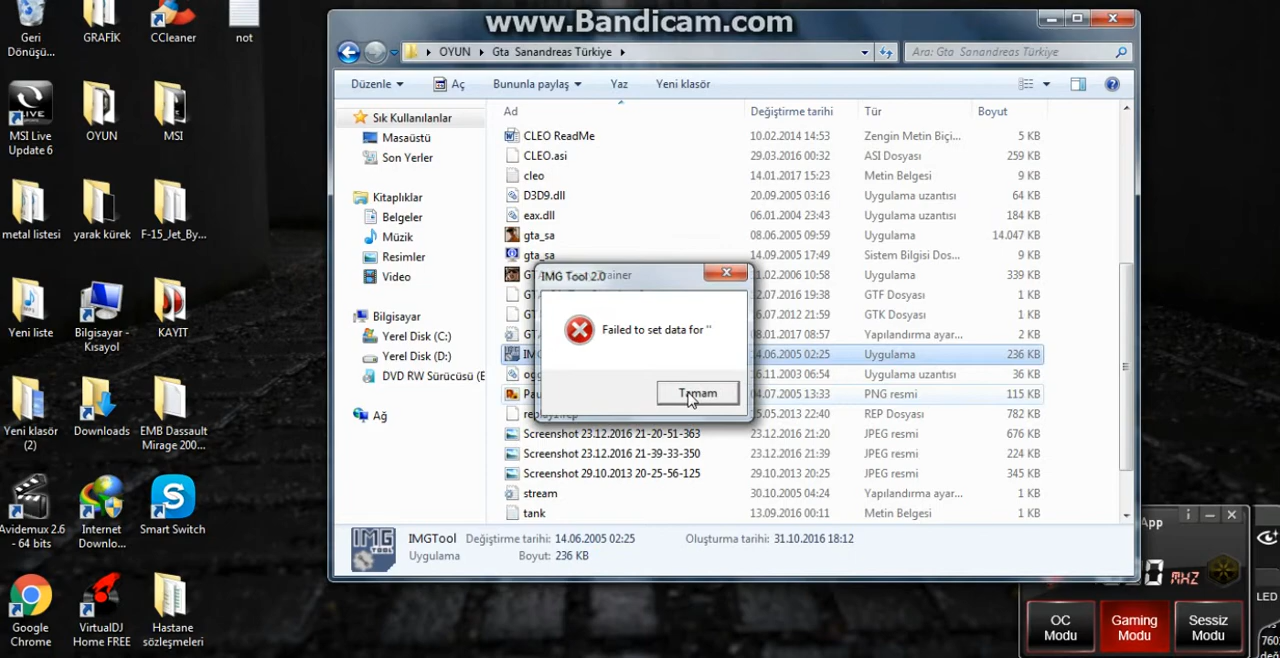 www.Bandicam.com
Geri
Dönüşü...
GRAFİK
CCleaner
not
MSI Live
Update 6
OYUN
MSI
metal listesi
yarak kürek
F-15_Jet_By...
Yeni liste
Bilgisayar -
Kısayol
KAYIT
Yeni klasör
(2)
Downloads
EMB Dassault
Mirage 200...
Avidemux 2.6
- 64 bits
Internet
Downlo...
Smart Switch
Google
Chrome
VirtualDJ
Home FREE
Hastane
sözleşmeleri
OYUN
Gta Sanandreas Türkiye
Ara: Gta Sanandreas Türkiye
Düzenle
Aç
Bununla paylaş
Yaz
Yeni klasör
Sık Kullanılanlar
Masaüstü
Son Yerler
Kitaplıklar
Belgeler
Müzik
Resimler
Video
Bilgisayar
Yerel Disk (C:)
Yerel Disk (D:)
DVD RW Sürücüsü (E
Ağ
Ad Değiştirme tarihi Tür Boyut
CLEO ReadMe 10.02.2014 14:53 Zengin Metin Biçi... 5 KB
CLEO.asi 29.03.2016 00:32 ASI Dosyası 259 KB
cleo 14.01.2017 15:23 Metin Belgesi 9 KB
D3D9.dll 20.09.2005 03:16 Uygulama uzantısı 64 KB
eax.dll 06.01.2004 23:43 Uygulama uzantısı 184 KB
gta_sa 08.06.2005 09:59 Uygulama 14.047 KB
gta_sa 14.09.2005 17:49 Sistem Bilgisi Dos... 9 KB
rainer 02.2006 10:58 Uygulama 339 KB
07.2016 19:38 GTF Dosyası 1 KB
07.2012 21:59 GTK Dosyası 1 KB
01.2017 08:57 Yapılandırma ayar... 2 KB
14.06.2005 02:25 Uygulama 236 KB
11.2003 06:54 Uygulama uzantısı 36 KB
04.07.2005 13:33 PNG resmi 115 KB
05.2013 22:40 REP Dosyası 782 KB
Screenshot 23.12.2016 21-20-51-363 23.12.2016 21:20 JPEG resmi 676 KB
Screenshot 23.12.2016 21-39-33-350 23.12.2016 21:39 JPEG resmi 224 KB
Screenshot 29.10.2013 20-25-56-125 29.10.2013 20:25 JPEG resmi 345 KB
stream 30.10.2005 04:24 Yapılandırma ayar... 1 KB
tank 13.09.2016 00:11 Metin Belgesi 1 KB
IMG Tool 2.0
Failed to set data for ''
Tamam
IMGTool Değiştirme tarihi: 14.06.2005 02:25 Oluşturma tarihi: 31.10.2016 18:12
Uygulama Boyut: 236 KB
App
0 MHZ
LED
OC
Modu
Gaming
Modu
Sessiz
Modu